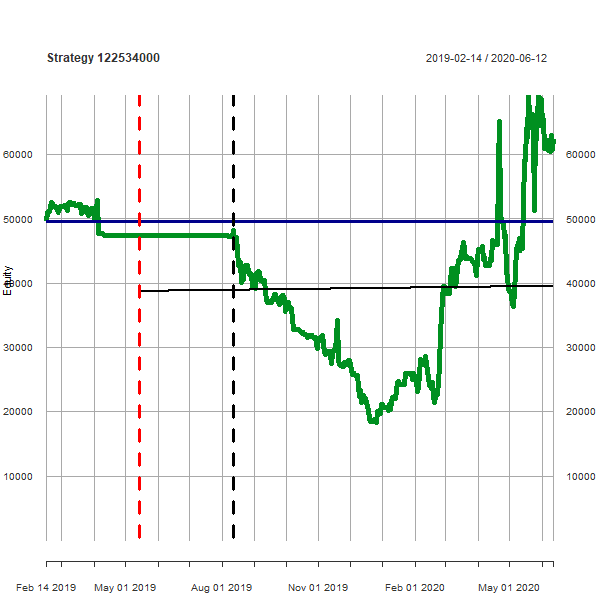 Strategy 122534000
2019-02-14 / 2020-06-12
60000
50000
40000
30000
20000
10000
Equity
60000
50000
40000
30000
20000
10000
Feb 14 2019
May 01 2019
Aug 01 2019
Nov 01 2019
Feb 01 2020
May 01 2020